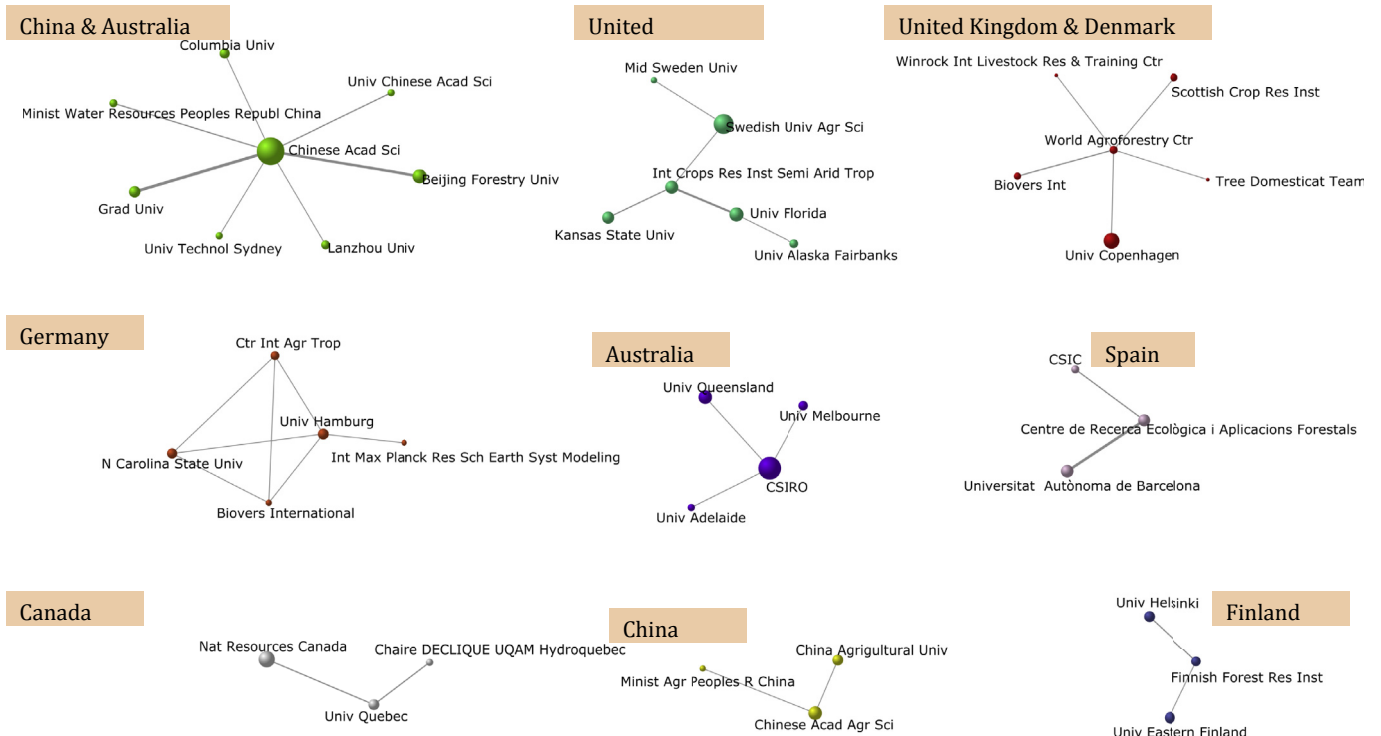 China & Australia
Columbia Univ
Univ Chinese Acad Sci
Minist Water Resources Peoples Republ China
Chinese Acad Sci
Beijing Forestry Univ
Grad Univ
Univ Technol Sydney
Lanzhou Univ
United
Mid Sweden Univ
Swedish Univ Agr Sci
Int Crops Res Inst Semi Arid Trop
Univ Florida
Kansas State Univ
Univ Alaska Fairbanks
United Kingdom & Denmark
Winrock Int Livestock Res & Training Ctr
Scottish Crop Res Inst
World Agroforestry Ctr
Biovers Int
Tree Domesticat Team
Univ Copenhagen
Germany
Ctr Int Agr Trop
Univ Hamburg
N Carolina State Univ
Int Max Planck Res Sch Earth Syst Modeling
Biovers International
Australia
Univ Queensland
Univ Melbourne
CSIRO
Univ Adelaide
Spain
CSIC
Centre de Recerca Ecològica i Aplicacions Forestals
Universitat Autònoma de Barcelona
Canada
Nat Resources Canada
Chaire DECLIQUE UQAM Hydroquebec
Univ Quebec
China
China Agrigultural Univ
Minist Agr Peoples R China
Chinese Acad Agr Sci
Finland
Univ Helsinki
Finnish Forest Res Inst
Univ Eastern Finland